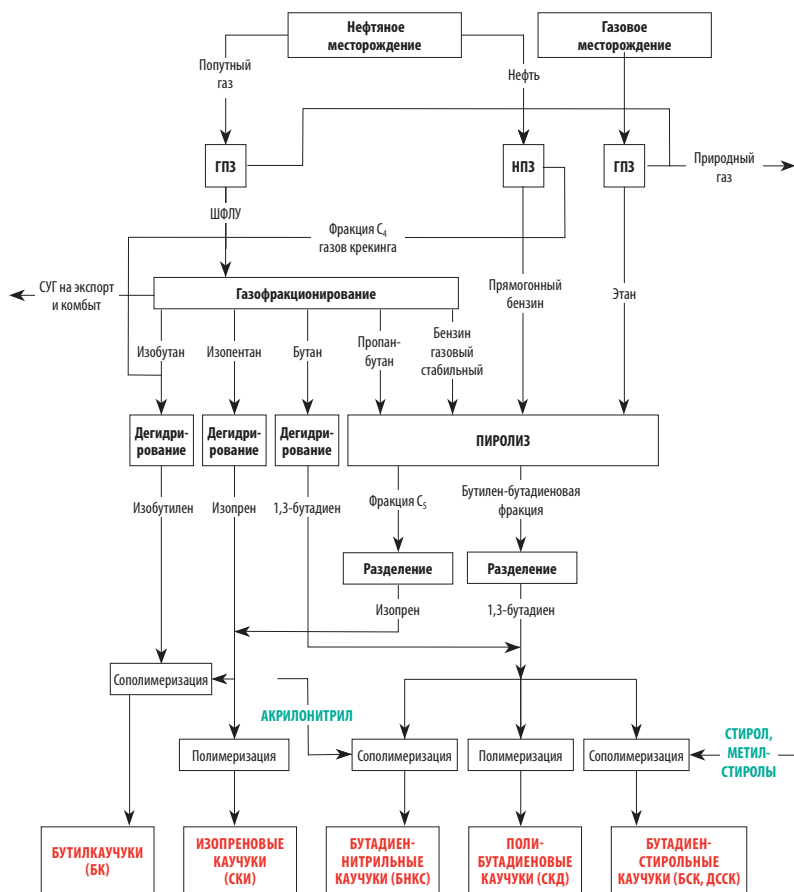 Нефтяное
месторождение
Газовое
месторождение
Попутный
газ
Нефть
ГПЗ
НПЗ
ГПЗ
Природный
газ
ШФЛУ
Фракция C₄
газов крекинга
СУГ на экспорт
и комбыт
Газофракционирование
Прямогонный
бензин
Этан
Изобутан
Изопентан
Бутан
Пропан-
бутан
Бензин
газовый
стабильный
Дегидри-
рование
Дегидри-
рование
Дегидри-
рование
ПИРОЛИЗ
Изобутилен
Изопрен
1,3-бутадиен
Фракция C₅
Бутилен-бутадиеновая
фракция
Разделение
Разделение
Изопрен
1,3-бутадиен
Сополимеризация
АКРИЛОНИТРИЛ
СТИРОЛ,
МЕТИЛ-
СТИРОЛЫ
Полимеризация
Сополимеризация
Полимеризация
Сополимеризация
БУТИЛКАУЧУКИ
(БК)
ИЗОПРЕНОВЫЕ
КАУЧУКИ
(СКИ)
БУТАДИЕН-
НИТРИЛЬНЫЕ
КАУЧУКИ (БНКС)
ПОЛИ-
БУТАДИЕНОВЫЕ
КАУЧУКИ (СКД)
БУТАДИЕН-
СТИРОЛЬНЫЕ
КАУЧУКИ (БСК, ДССК)